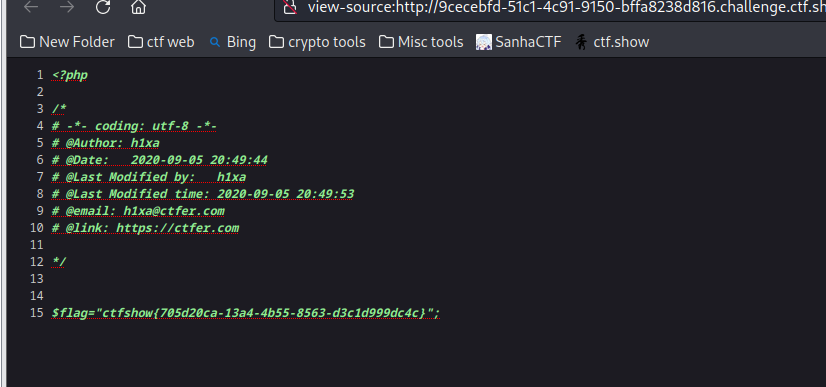 view-source:http://9cecebfd-51c1-4c91-9150-bffa8238d816.challenge.ctf.sh
New Folder ctf web Bing crypto tools Misc tools SanhaCTF ctf.show
1 <?php
2
3 /*
4 # -*- coding: utf-8 -*-
5 # @Author: h1xa
6 # @Date:   2020-09-05 20:49:44
7 # @Last Modified by:   h1xa
8 # @Last Modified time: 2020-09-05 20:49:53
9 # @email: h1xa@ctfer.com
10 # @link: https://ctfer.com
11
12 */
13
14
15 $flag="ctfshow{705d20ca-13a4-4b55-8563-d3c1d999dc4c}";